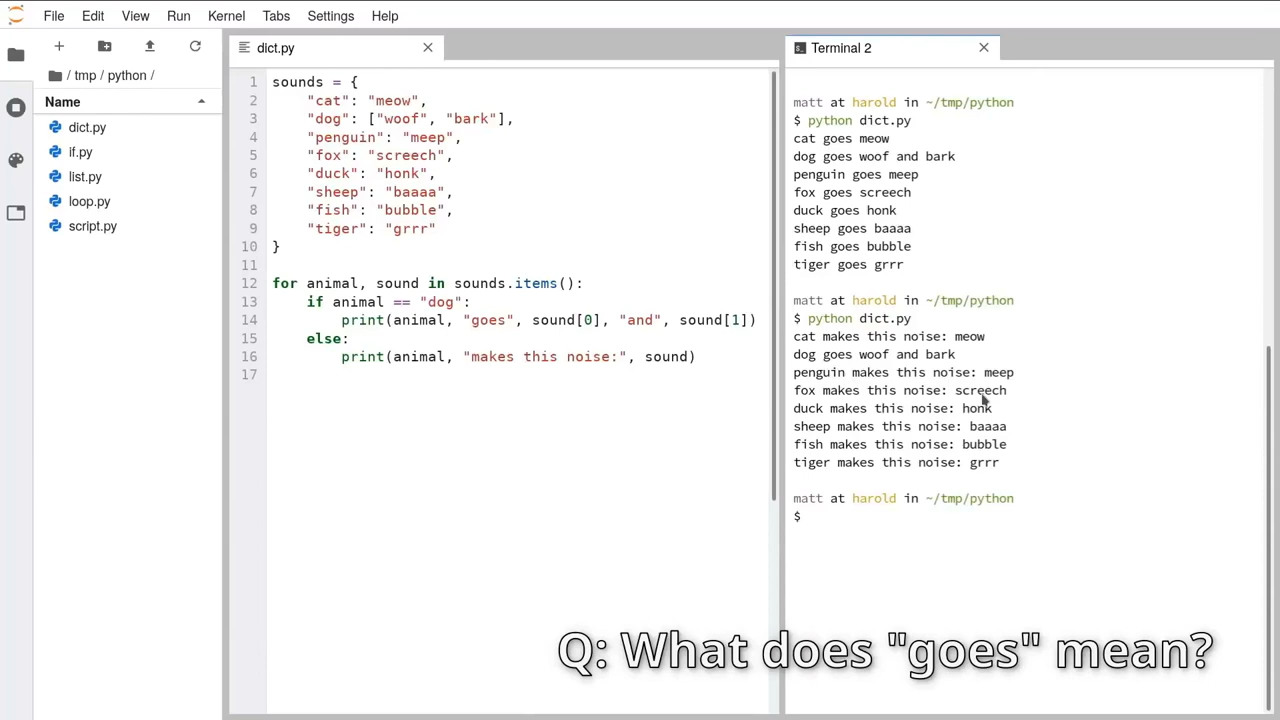 File Edit View Run Kernel Tabs Settings Help
/ tmp / python /
Name
dict.py
if.py
list.py
loop.py
script.py
dict.py
1 sounds = {
2     "cat": "meow",
3     "dog": ["woof", "bark"],
4     "penguin": "meep",
5     "fox": "screech",
6     "duck": "honk",
7     "sheep": "baaaa",
8     "fish": "bubble",
9     "tiger": "grrr"
10 }
11
12 for animal, sound in sounds.items():
13     if animal == "dog":
14         print(animal, "goes", sound[0], "and", sound[1])
15     else:
16         print(animal, "makes this noise:", sound)
17
Terminal 2
matt at harold in ~/tmp/python
$ python dict.py
cat goes meow
dog goes woof and bark
penguin goes meep
fox goes screech
duck goes honk
sheep goes baaaa
fish goes bubble
tiger goes grrr
matt at harold in ~/tmp/python
$ python dict.py
cat makes this noise: meow
dog goes woof and bark
penguin makes this noise: meep
fox makes this noise: screech
duck makes this noise: honk
sheep makes this noise: baaaa
fish makes this noise: bubble
tiger makes this noise: grrr
matt at harold in ~/tmp/python
$
Q: What does "goes" mean?